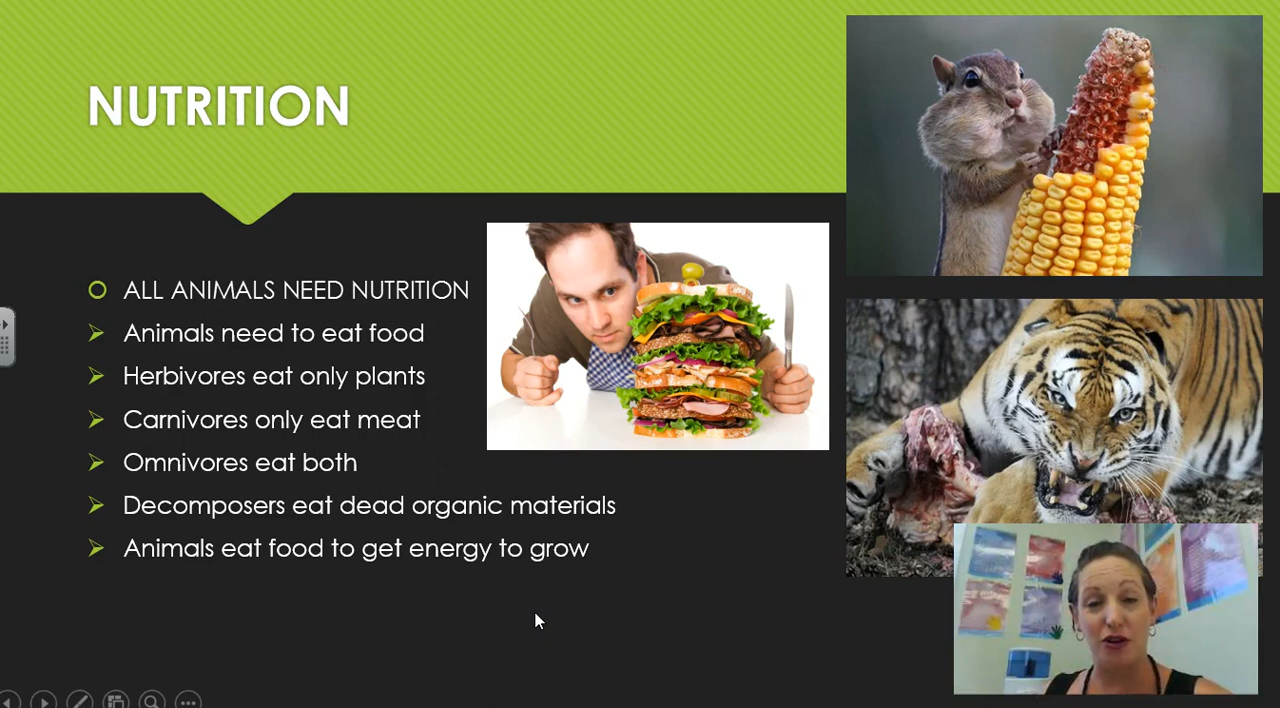 NUTRITION
ALL ANIMALS NEED NUTRITION
Animals need to eat food
Herbivores eat only plants
Carnivores only eat meat
Omnivores eat both
Decomposers eat dead organic materials
Animals eat food to get energy to grow